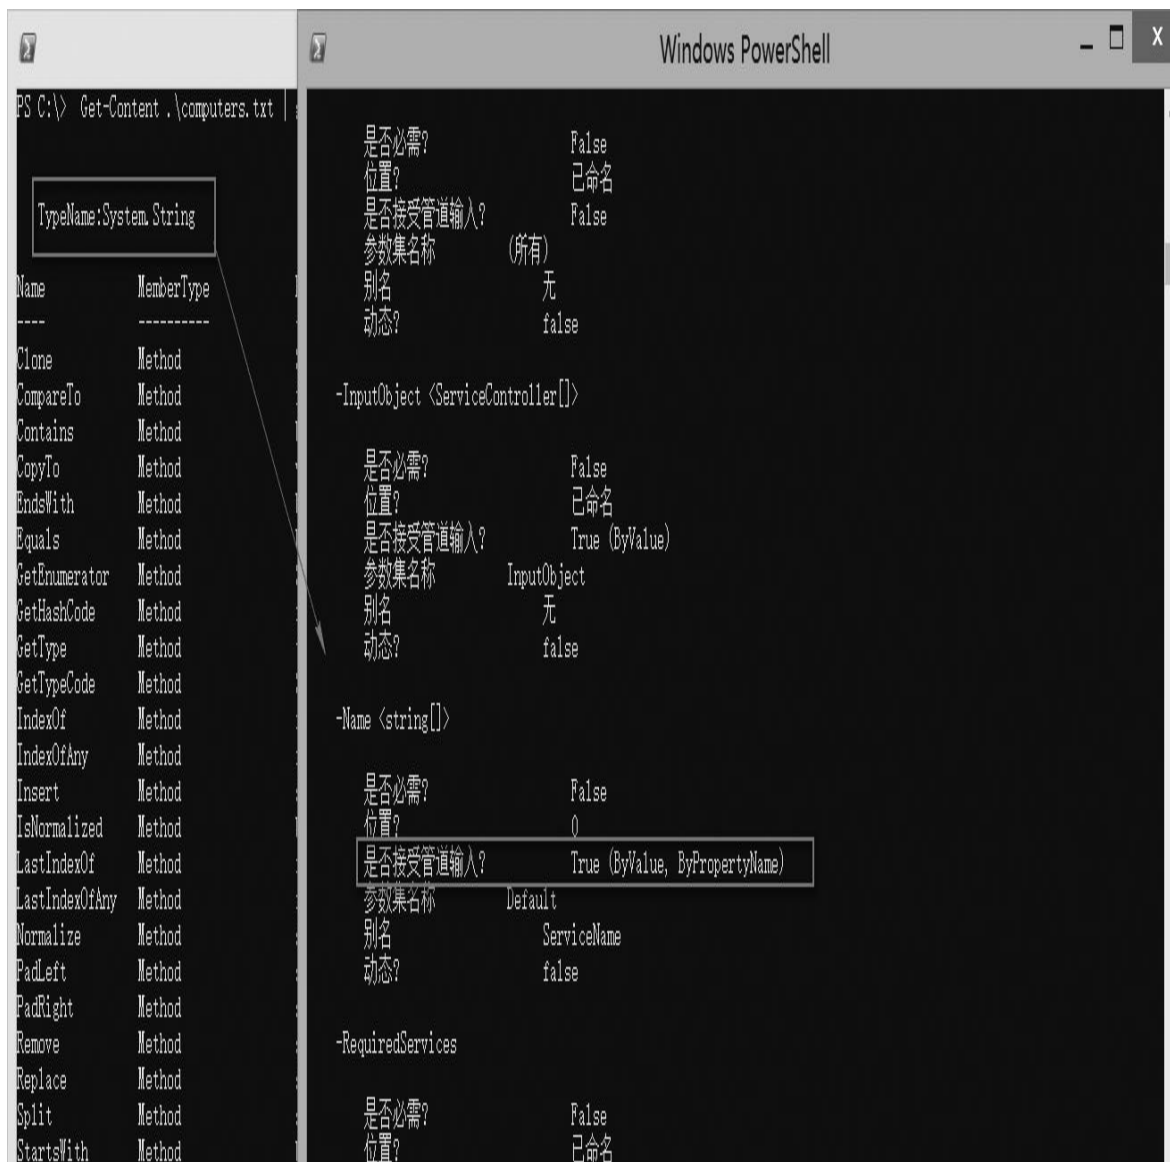 Windows PowerShell
X
PS C:\> Get-Content .\computers.txt |
TypeName:System.String
Name MemberType
---- ----------
Clone Method
CompareTo Method
Contains Method
CopyTo Method
EndsWith Method
Equals Method
GetEnumerator Method
GetHashCode Method
GetType Method
GetTypeCode Method
IndexOf Method
IndexOfAny Method
Insert Method
IsNormalized Method
LastIndexOf Method
LastIndexOfAny Method
Normalize Method
PadLeft Method
PadRight Method
Remove Method
Replace Method
Split Method
StartsWith Method
是否必需? False
位置? 已命名
是否接受管道输入? False
参数集名称 (所有)
别名 无
动态? false
-InputObject <ServiceController[]>
是否必需? False
位置? 已命名
是否接受管道输入? True (ByValue)
参数集名称 InputObject
别名 无
动态? false
-Name <string[]>
是否必需? False
位置? 0
是否接受管道输入? True (ByValue, ByPropertyName)
参数集名称 Default
别名 ServiceName
动态? false
-RequiredServices
是否必需? False
位置? 已命名